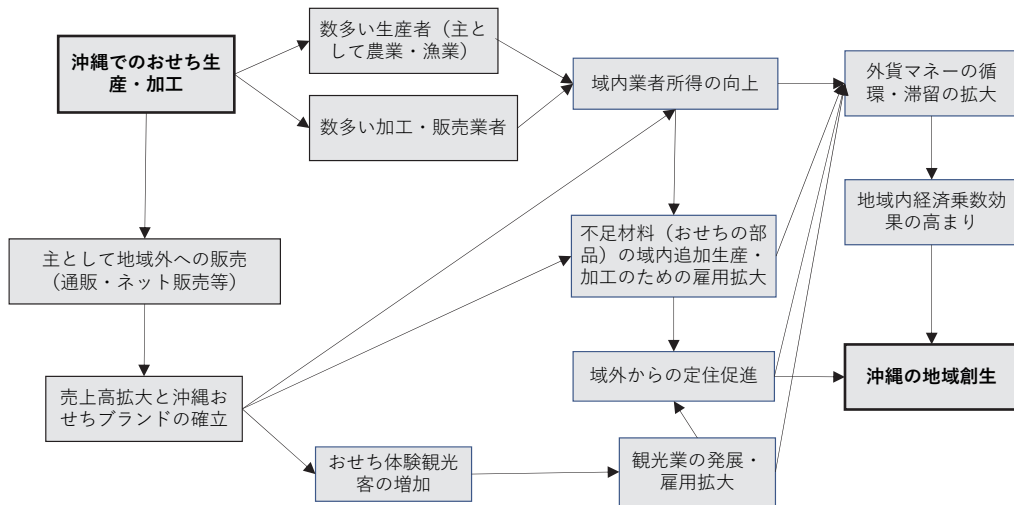 沖縄でのおせち生
産・加工
数多い生産者（主と
して農業・漁業）
数多い加工・販売業者
域内業者所得の向上
外貨マネーの循
環・滞留の拡大
地域内経済乗数効
果の高まり
主として地域外への販売
（通販・ネット販売等）
不足材料（おせちの部
品）の域内追加生産・
加工のための雇用拡大
売上高拡大と沖縄お
せちブランドの確立
域外からの定住促進
沖縄の地域創生
おせち体験観光
客の増加
観光業の発展・
雇用拡大